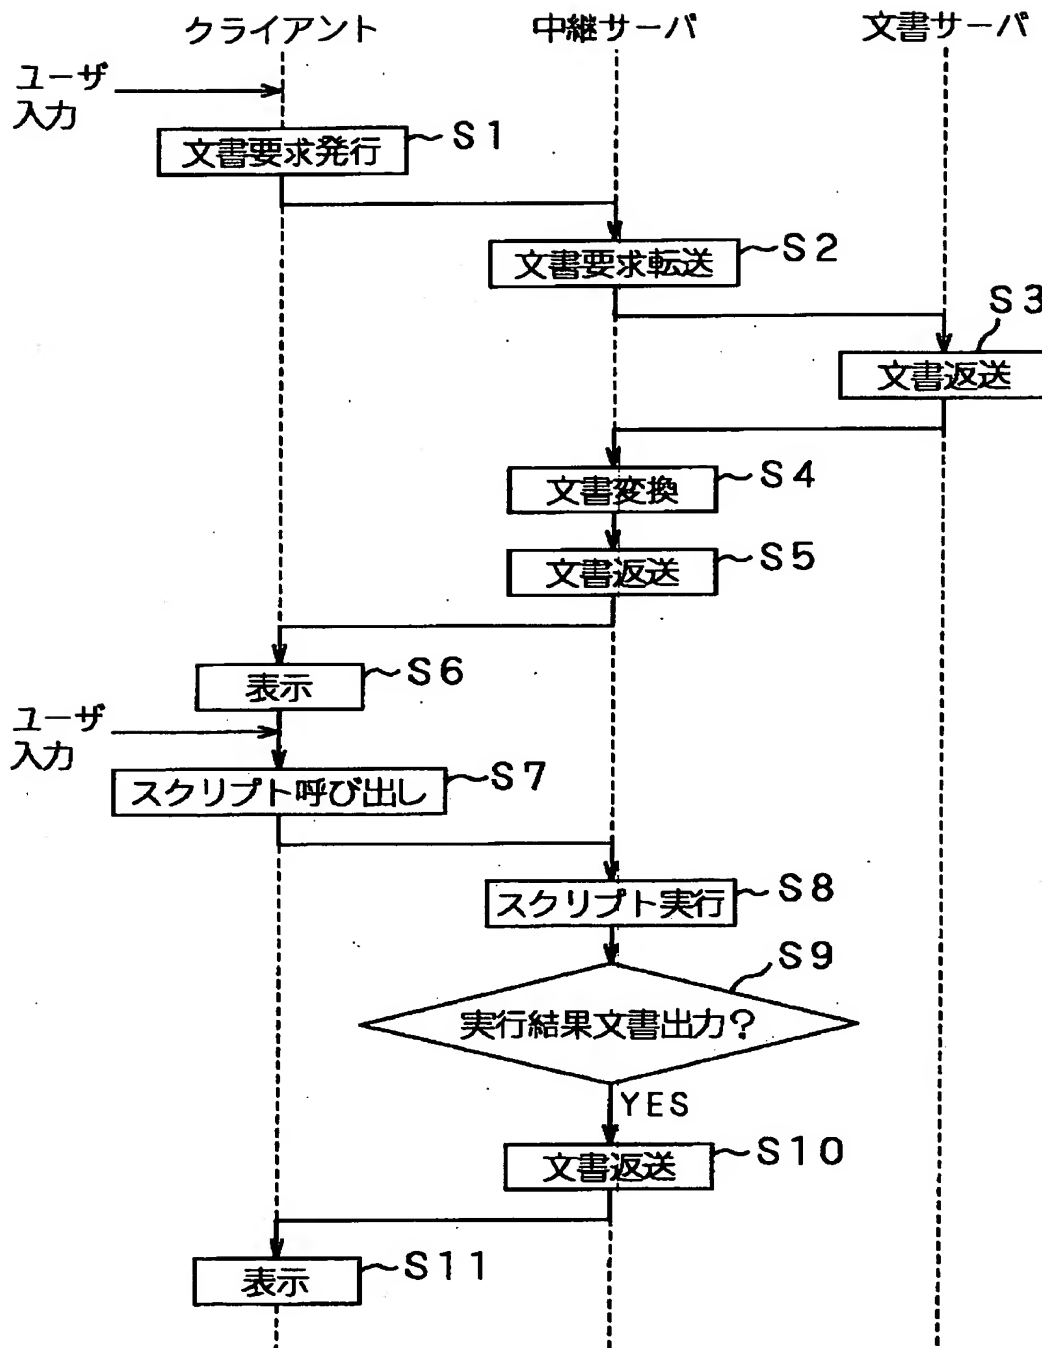 クライアント
中継サーバ
文書サーバ
ユーザ
入力
文書要求発行
S1
文書要求転送
S2
S3
文書返送
文書変換
S4
文書返送
S5
表示
S6
ユーザ
入力
スクリプト呼び出し
S7
スクリプト実行
S8
S9
実行結果文書出力?
YES
文書返送
S10
表示
S11